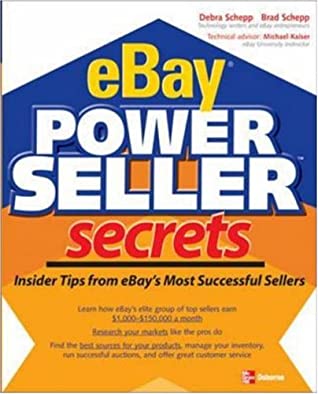 Debra Schepp Brad Schepp
Technology writers and eBay entrepreneurs
Technical advisor: Michael Kaiser
eBay University instructor
eBay®
POWER
SELLER™
secrets
Insider Tips from eBay's Most Successful Sellers
Learn how eBay's elite group of top sellers earn
$1,000–$150,000 a month
Research your markets like the pros do
Find the best sources for your products, manage your inventory,
run successful auctions, and offer great customer service
Osborne